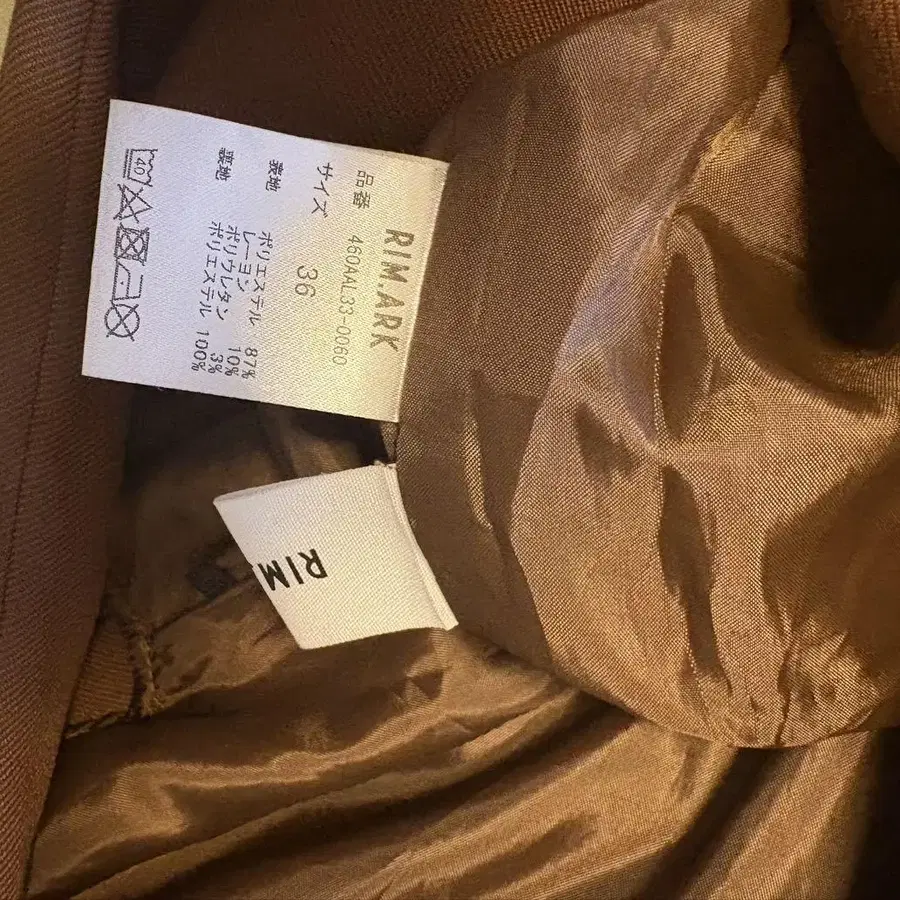 RIM.ARK
品番 460AAL33-0060
サイズ 36
表地 ポリエステル 87%
レーヨン 10%
ポリウレタン 3%
裏地 ポリエステル 100%
40
RIM